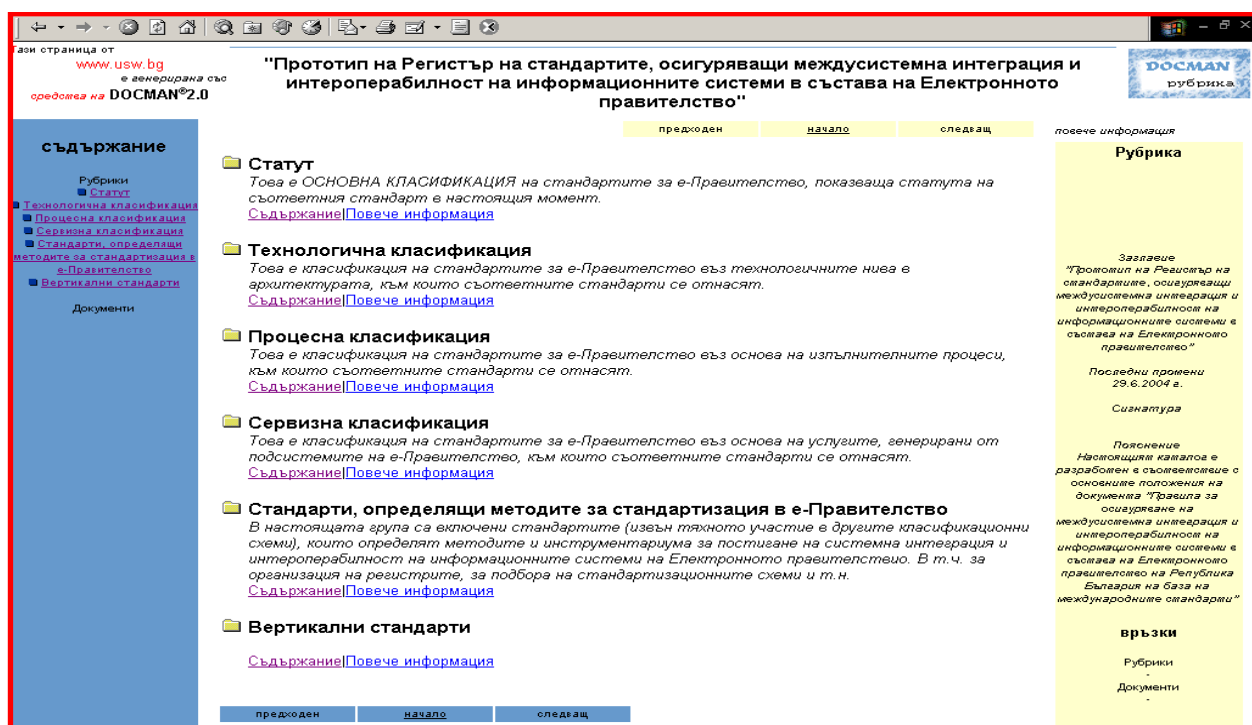 Тази страница от
www.usw.bg
е генерирана със
средства на DOCMAN®2.0
"Прототип на Регистър на стандартите, осигуряващи междусистемна интеграция и
интероперабилност на информационните системи в състава на Електронното
правителство"
DOCMAN
рубрика
предходен начало следващ
повече информация
съдържание
Рубрики
Статут
Технологична класификация
Процесна класификация
Сервизна класификация
Стандарти, определящи
методите за стандартизация в
е-Правителство
Вертикални стандарти
Документи
Статут
Това е ОСНОВНА КЛАСИФИКАЦИЯ на стандартите за е-Правителство, показваща статута на
съответния стандарт в настоящия момент.
Съдържание|Повече информация
Технологична класификация
Това е класификация на стандартите за е-Правителство въз технологичните нива в
архитектурата, към които съответните стандарти се отнасят.
Съдържание|Повече информация
Процесна класификация
Това е класификация на стандартите за е-Правителство въз основа на изпълнителните процеси,
към които съответните стандарти се отнасят.
Съдържание|Повече информация
Сервизна класификация
Това е класификация на стандартите за е-Правителство въз основа на услугите, генерирани от
подсистемите на е-Правителство, към които съответните стандарти се отнасят.
Съдържание|Повече информация
Стандарти, определящи методите за стандартизация в е-Правителство
В настоящата група са включени стандартите (извън тяхното участие в другите класификационни
схеми), които определят методите и инструментариума за постигане на системна интеграция и
интероперабилност на информационните системи на Електронното правителствио. В т.ч. за
организация на регистрите, за подбора на стандартизационните схеми и т.н.
Съдържание|Повече информация
Вертикални стандарти
Съдържание|Повече информация
предходен начало следващ
Рубрика
Заглавие
"Прототип на Регистър на
стандартите, осигуряващи
междусистемна интеграция и
интероперабилност на
информационните системи в
състава на Електронното
правителство"
Последни промени
29.6.2004 г.
Сигнатура
Пояснение
Настоящият каталог е
разработен в съответствие с
основните положения на
документа "Правила за
осигуряване на
междусистемна интеграция и
интероперабилност на
информационните системи в
състава на Електронното
правителство на Република
България на база на
международните стандарти"
връзки
Рубрики
-
Документи
-